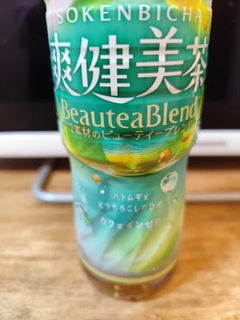 SOKENBICHA
爽健美茶
BeauteaBlend
素材のビューティーブレンド
ハトムギと
とうもろこしのひげ
カフェインゼロ